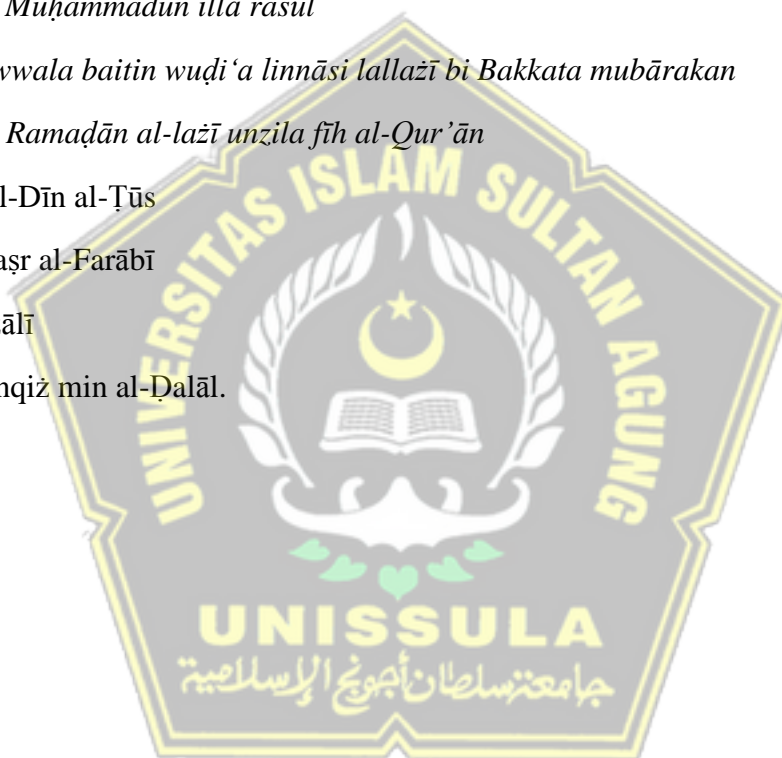 Muḥammadun illā rasūl
wwala baitin wuḍi‘a linnāsi lallażī bi Bakkata mubārakan
Ramaḍān al-lażī unzila fīh al-Qur’ān
l-Dīn al-Ṭūs
aṣr al-Farābī
ālī
nqiż min al-Ḍalāl.
UNIVERSITAS ISLAM SULTAN AGUNG
UNISSULA
جامعة سلطان أجونج الإسلامية